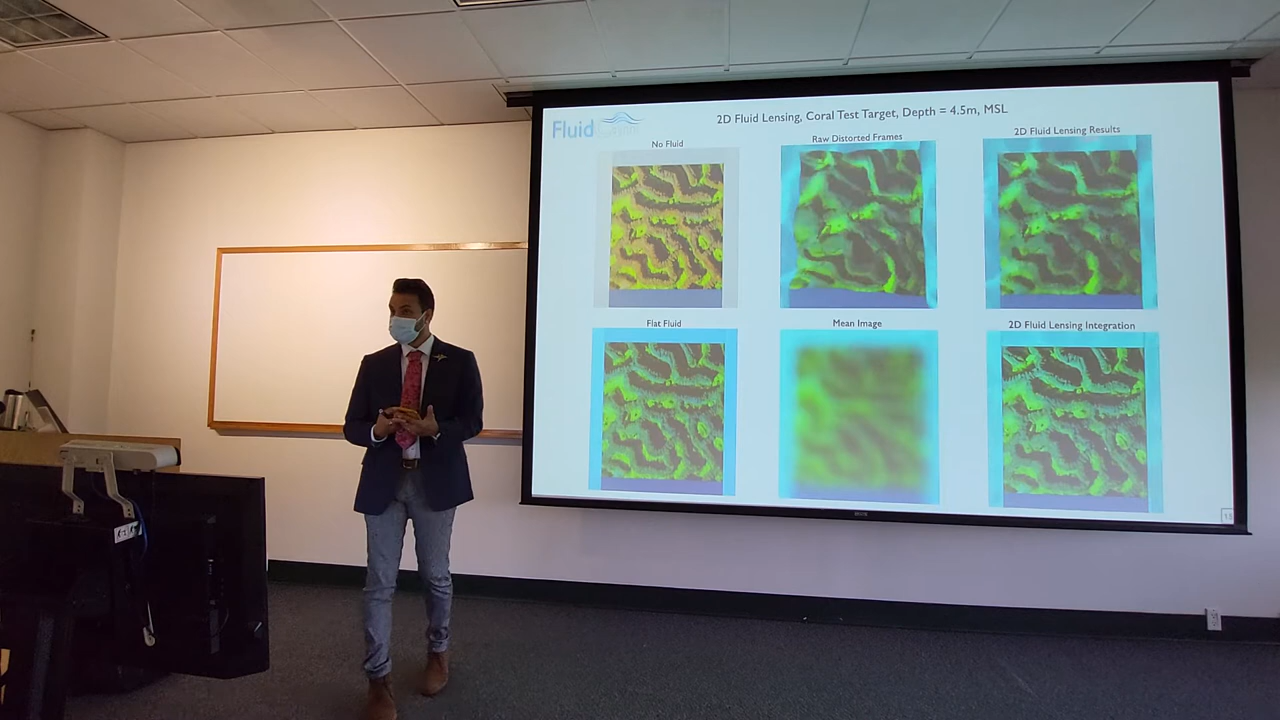 2D Fluid Lensing, Coral Test Target, Depth = 4.5m, MSL
FluidCam
No Fluid
Raw Distorted Frames
2D Fluid Lensing Results
Flat Fluid
Mean Image
2D Fluid Lensing Integration